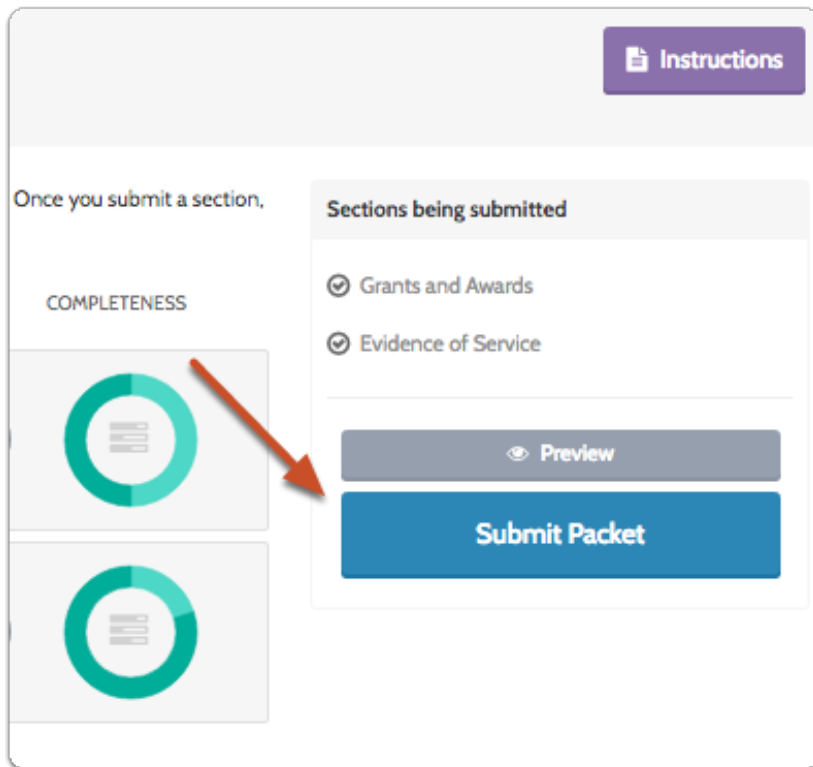 Instructions
Once you submit a section,
COMPLETENESS
Sections being submitted
Grants and Awards
Evidence of Service
Preview
Submit Packet